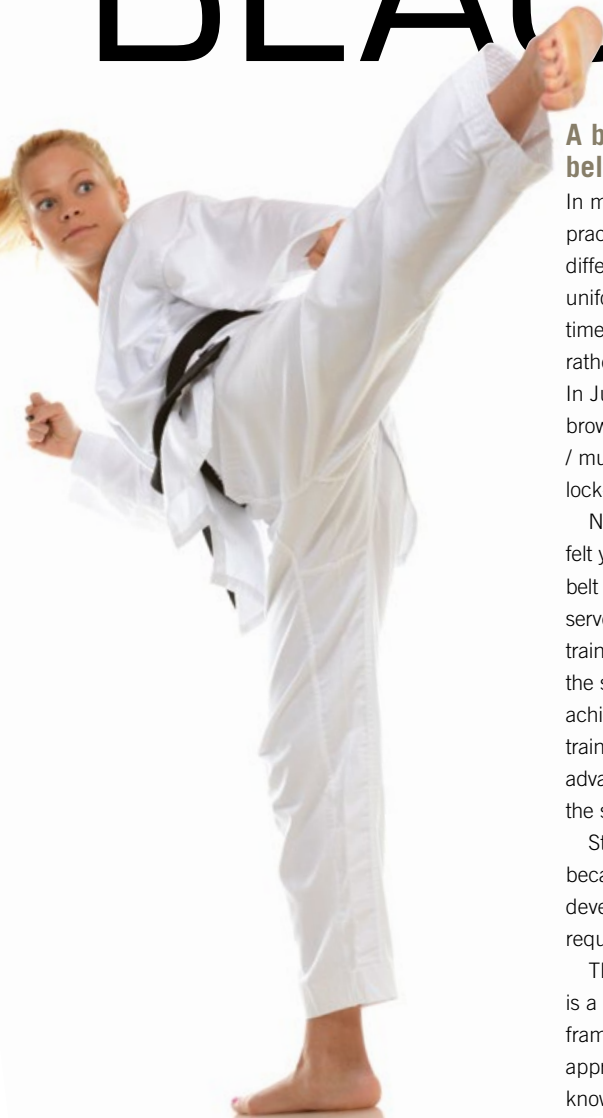 BLAC
A b
bel
In m
prac
diffe
unifo
time
rathe
In Ju
brow
/ mu
lock
N
felt y
belt
serv
train
the s
achi
train
adva
the s
St
beca
deve
requ
Th
is a
fram
appr
know